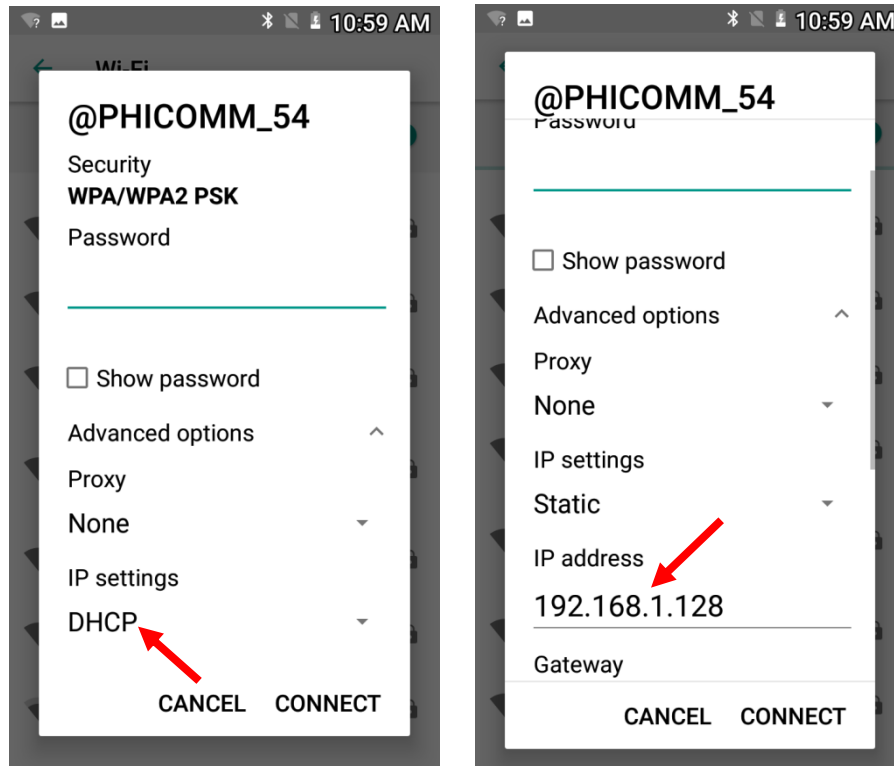 10:59 AM
Wi-Fi
@PHICOMM_54
Security
WPA/WPA2 PSK
Password
Show password
Advanced options
Proxy
None
IP settings
DHCP
CANCEL CONNECT
10:59 AM
@PHICOMM_54
Password
Show password
Advanced options
Proxy
None
IP settings
Static
IP address
192.168.1.128
Gateway
CANCEL CONNECT